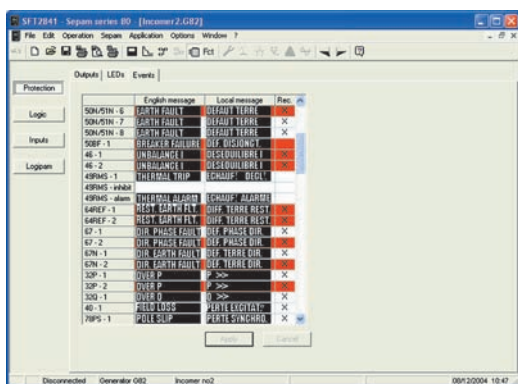 SFT2841 - Sepam series 80 - [Incomer2.G82]
File Edit Operation Sepam Application Options Window ?
Fct
Outputs LEDs Events
Protection
Logic
Inputs
Logipam
English message Local message Rec.
50N/51N - 6 EARTH FAULT DEFAUT TERRE X
50N/51N - 7 EARTH FAULT DEFAUT TERRE X
50N/51N - 8 EARTH FAULT DEFAUT TERRE X
50BF - 1 BREAKER FAILURE DEF. DISJONCT.
46 - 1 UNBALANCE I DESEQUILIBRE I X
46 - 2 UNBALANCE I DESEQUILIBRE I X
49RMS - 1 THERMAL TRIP ECHAUF! DECL!
49RMS - inhibit
49RMS - alarm THERMAL ALARM ECHAUF! ALARME
64REF - 1 REST. EARTH FLT. DIFF. TERRE REST X
64REF - 2 REST. EARTH FLT. DIFF. TERRE REST X
67 - 1 DIR. PHASE FAULT DEF. PHASE DIR. X
67 - 2 DIR. PHASE FAULT DEF. PHASE DIR. X
67N - 1 DIR. EARTH FAULT DEF. TERRE DIR. X
67N - 2 DIR. EARTH FAULT DEF. TERRE DIR. X
32P - 1 OVER P P >> X
32P - 2 OVER P P >> X
32Q - 1 OVER Q Q >> X
40 - 1 FIELD LOSS X
78PS - 1 POLE SLIP PERTE SYNCHRO. X
Apply Cancel
Disconnected Generator G82 Incomer no2 08/12/2004 10:47